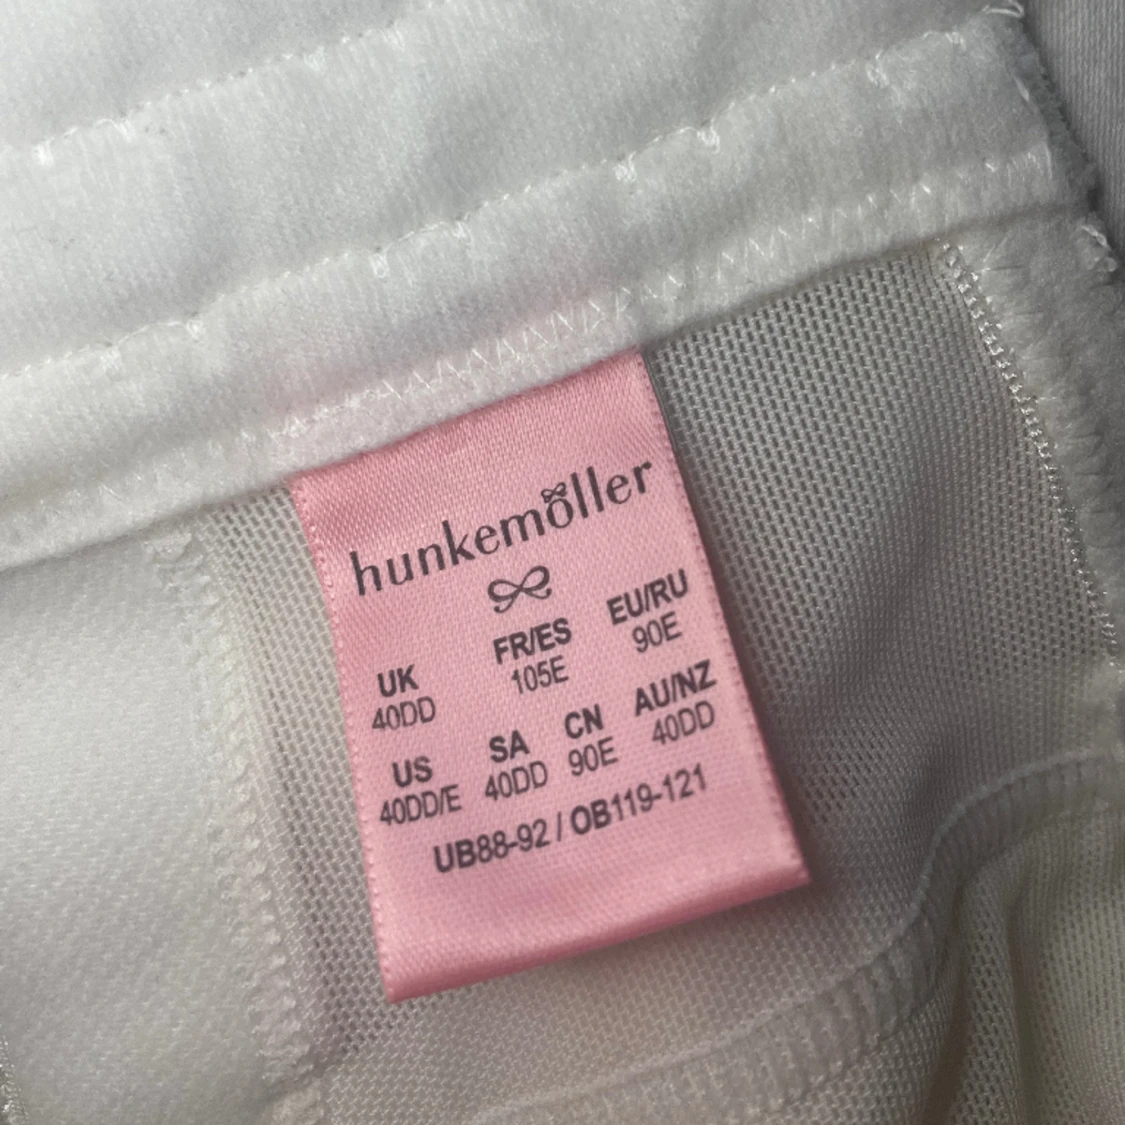 hunkemöller
UK FR/ES EU/RU
40DD 105E 90E
US SA CN AU/NZ
40DD/E 40DD 90E 40DD
UB88-92 / OB119-121